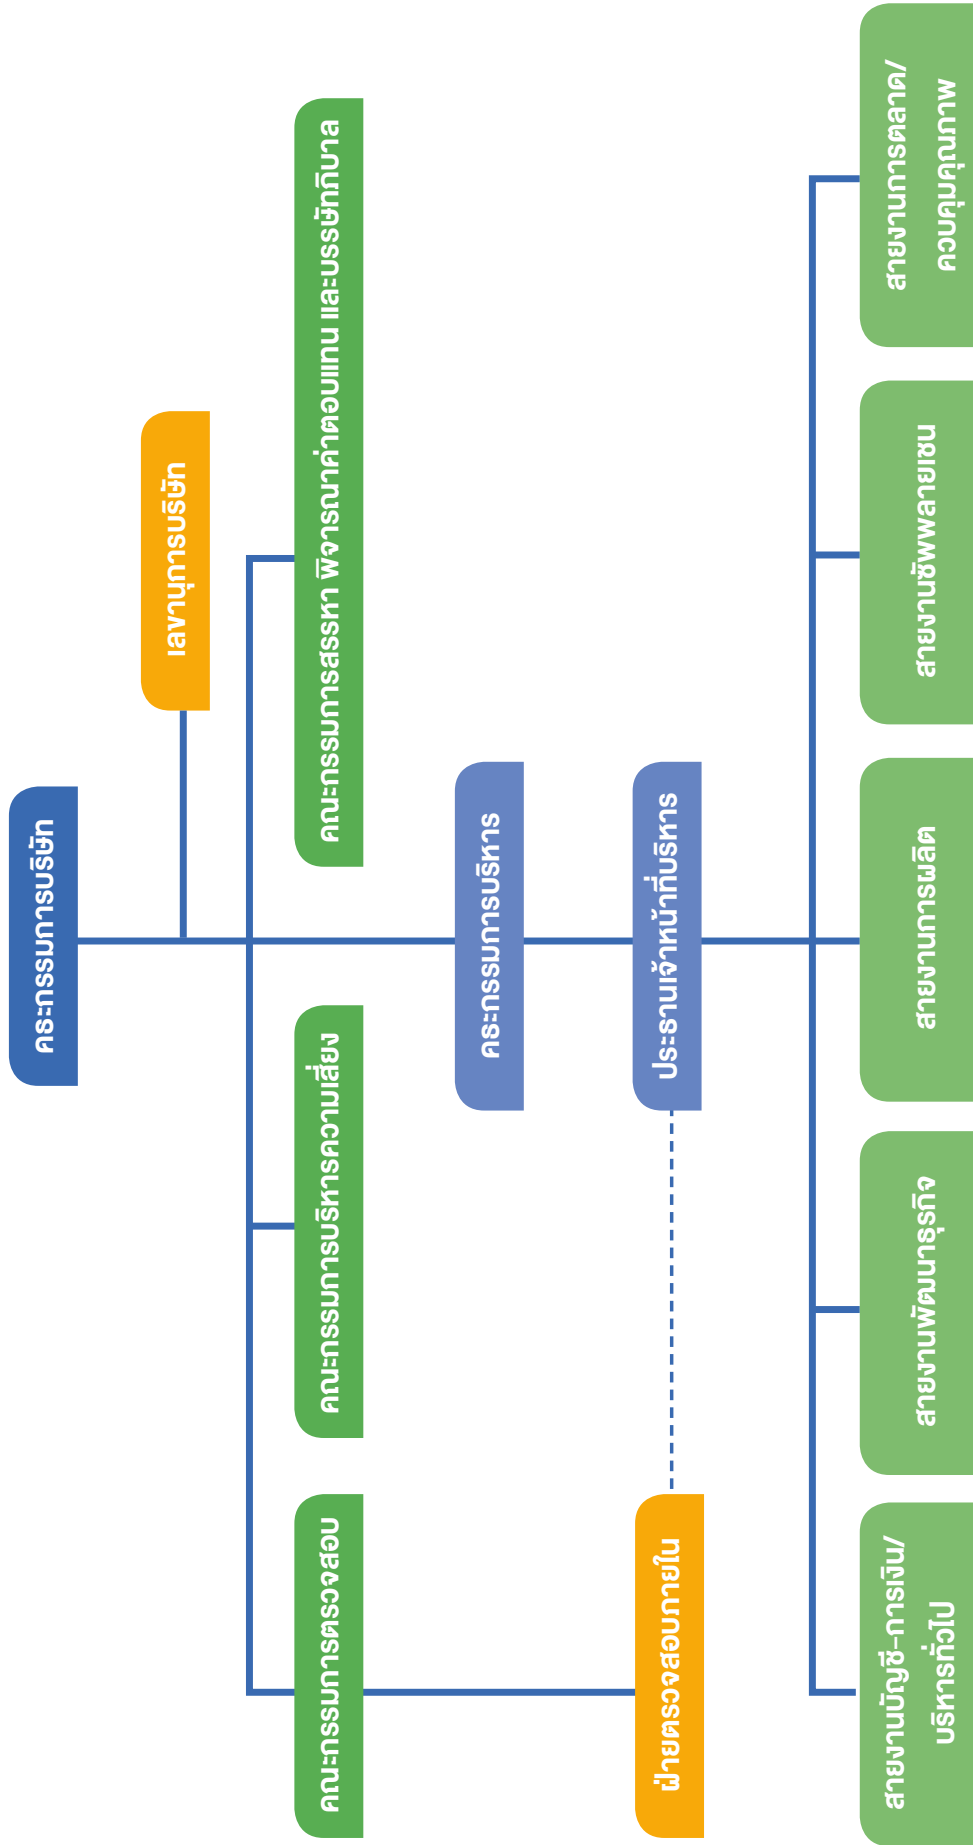 คระกรรมการบริษัท
เลขานุการบริษัท
คณะกรรมการตรวจสอบ
คณะกรรมการบริหารความเสี่ยง
คณะกรรมการสรรหา พิจารณาค่าตอบแทน และบรรษัทภิบาล
คระกรรมการบริหาร
ฝ่ายตรวจสอบภายใน
ประธานเจ้าหน้าที่บริหาร
สายงานบัญชี-การเงิน/
บริหารทั่วไป
สายงานพัฒนาธุรกิจ
สายงานการผลิต
สายงานซัพพลายเชน
สายงานการตลาด/
ควบคุมคุณภาพ